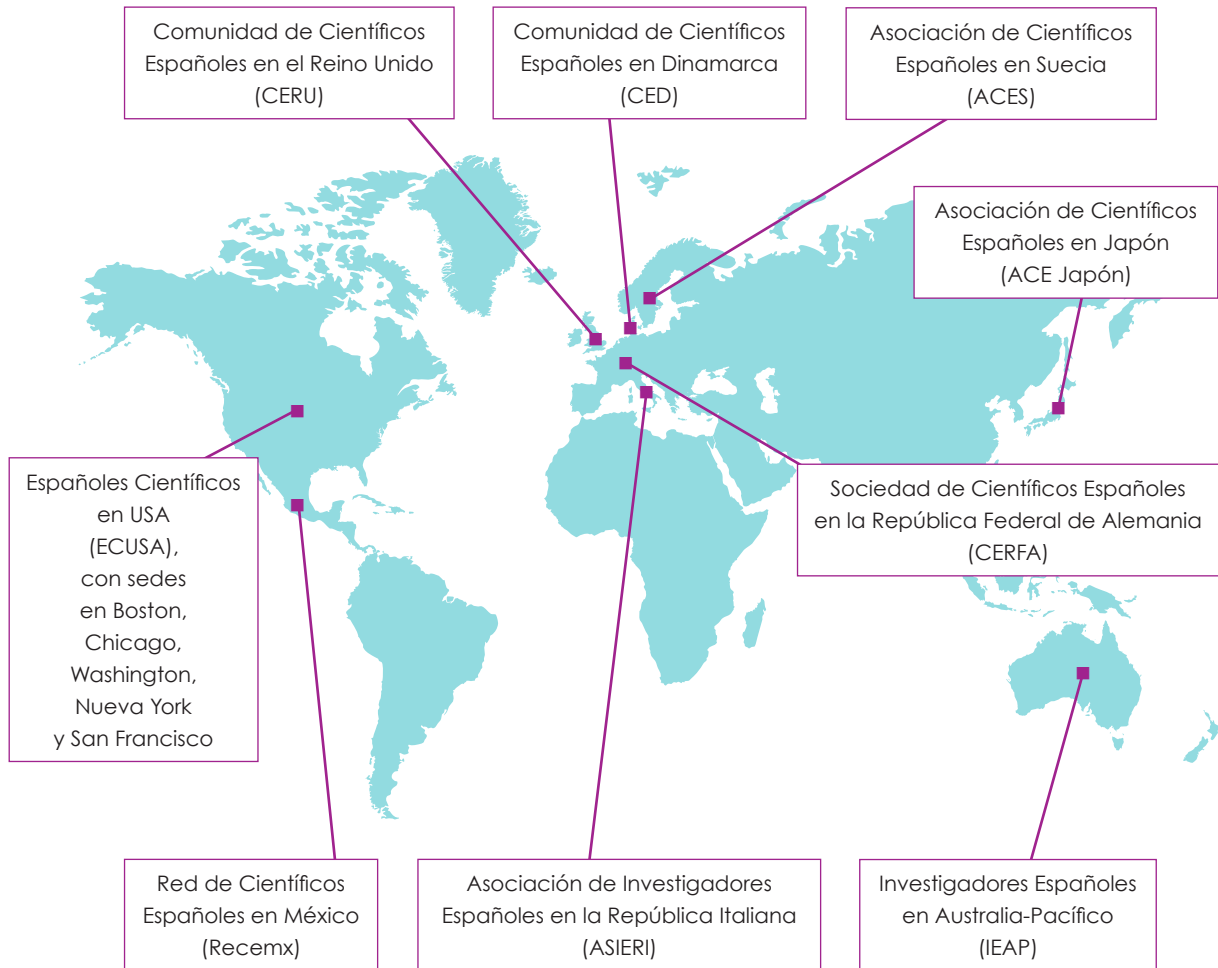 Comunidad de Científicos
Españoles en el Reino Unido
(CERU)
Comunidad de Científicos
Españoles en Dinamarca
(CED)
Asociación de Científicos
Españoles en Suecia
(ACES)
Asociación de Científicos
Españoles en Japón
(ACE Japón)
Españoles Científicos
en USA
(ECUSA),
con sedes
en Boston,
Chicago,
Washington,
Nueva York
y San Francisco
Sociedad de Científicos Españoles
en la República Federal de Alemania
(CERFA)
Red de Científicos
Españoles en México
(Recemx)
Asociación de Investigadores
Españoles en la República Italiana
(ASIERI)
Investigadores Españoles
en Australia-Pacífico
(IEAP)